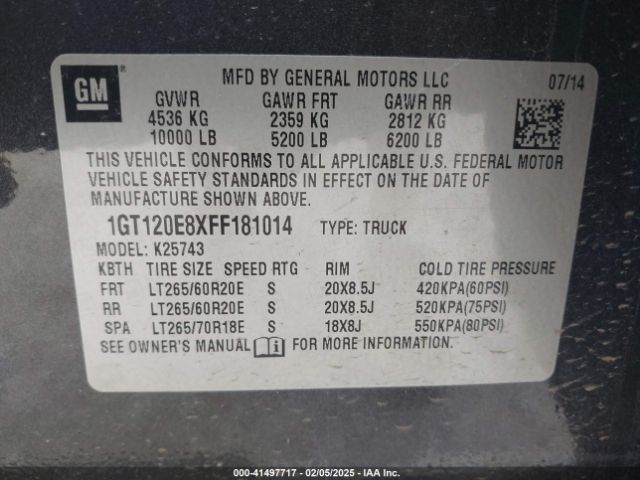 GM
MFD BY GENERAL MOTORS LLC 07/14
GVWR GAWR FRT GAWR RR
4536 KG 2359 KG 2812 KG
10000 LB 5200 LB 6200 LB
THIS VEHICLE CONFORMS TO ALL APPLICABLE U.S. FEDERAL MOTOR
VEHICLE SAFETY STANDARDS IN EFFECT ON THE DATE OF
MANUFACTURE SHOWN ABOVE.
1GT120E8XFF181014 TYPE: TRUCK
MODEL: K25743
KBTH TIRE SIZE SPEED RTG RIM COLD TIRE PRESSURE
FRT LT265/60R20E S 20X8.5J 420KPA(60PSI)
RR LT265/60R20E S 20X8.5J 520KPA(75PSI)
SPA LT265/70R18E S 18X8J 550KPA(80PSI)
SEE OWNER'S MANUAL FOR MORE INFORMATION.
000-41497717 - 02/05/2025 - IAA Inc.